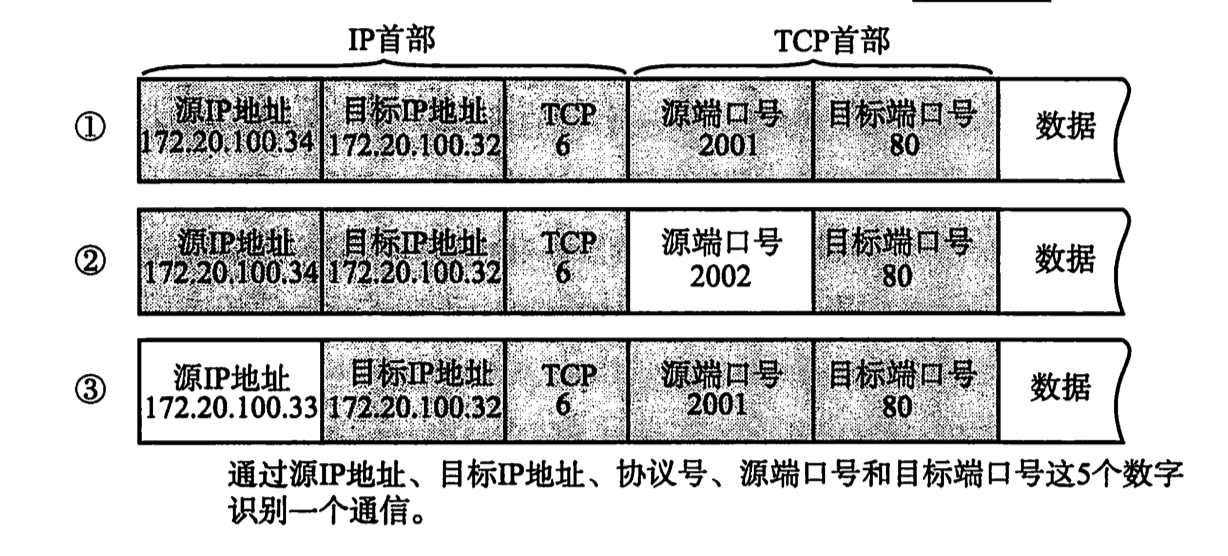 IP首部 TCP首部
① 源IP地址 目标IP地址 TCP 源端口号 目标端口号 数据
172.20.100.34 172.20.100.32 6 2001 80
② 源IP地址 目标IP地址 TCP 源端口号 目标端口号 数据
172.20.100.34 172.20.100.32 6 2002 80
③ 源IP地址 目标IP地址 TCP 源端口号 目标端口号 数据
172.20.100.33 172.20.100.32 6 2001 80
通过源IP地址、目标IP地址、协议号、源端口号和目标端口号这5个数字
识别一个通信。